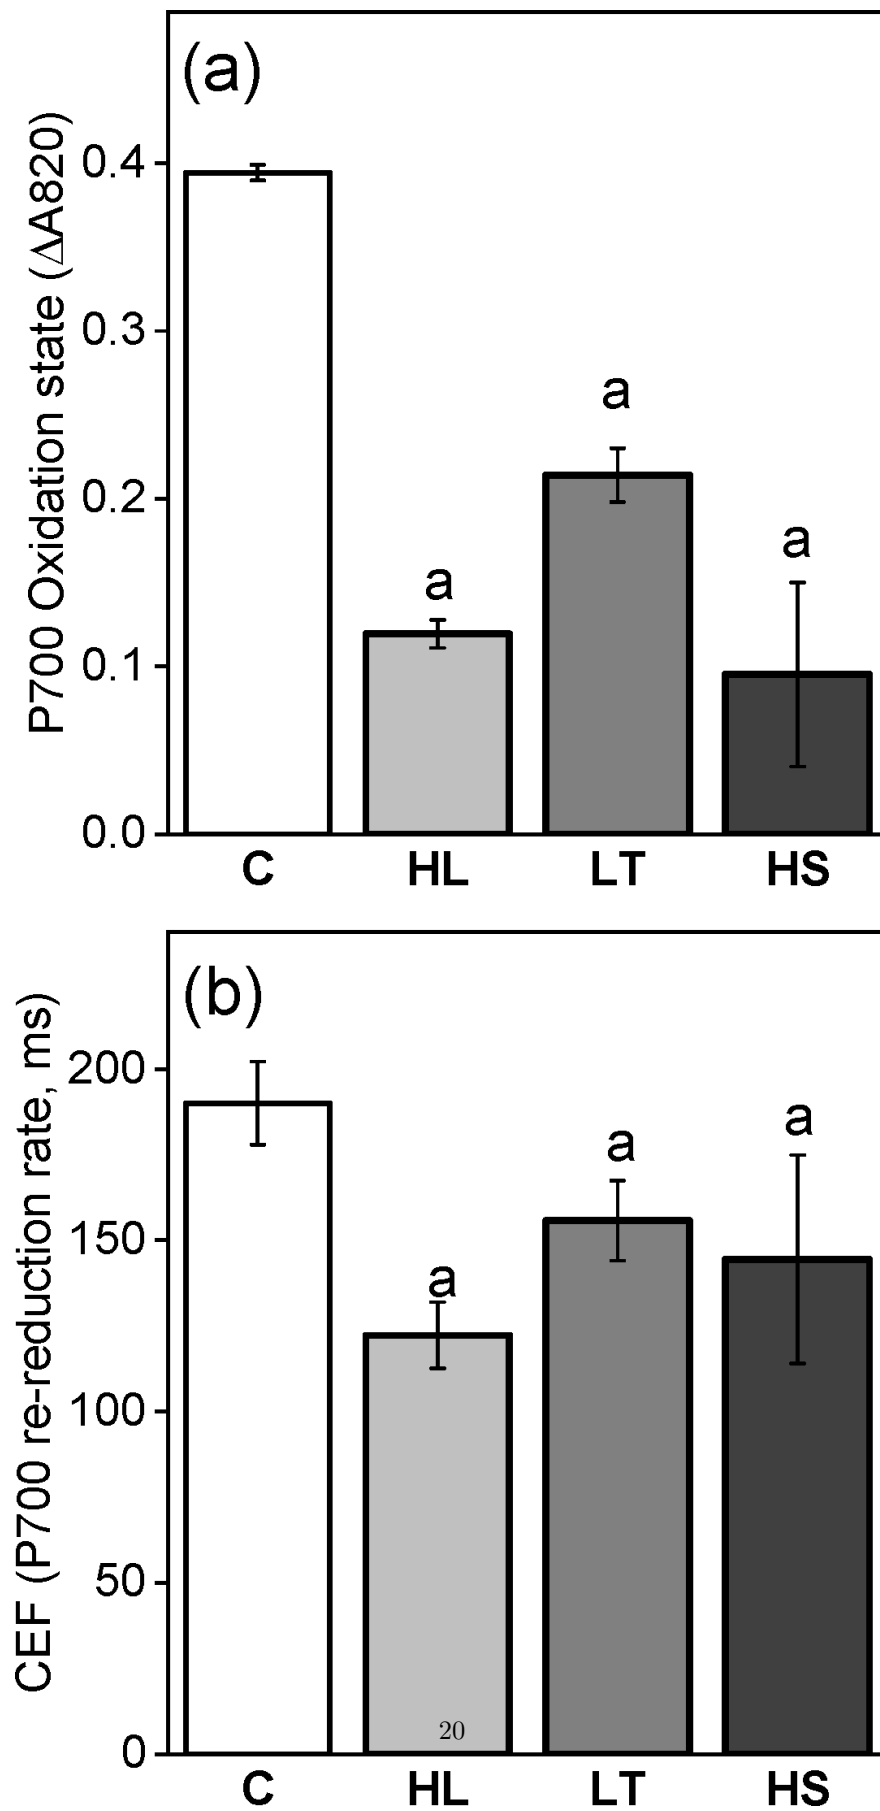 (a)
P700 Oxidation state (ΔA820)
0.4
0.3
0.2
0.1
0.0
a
a
a
C HL LT HS
(b)
CEF (P700 re-reduction rate, ms)
200
150
100
50
0
a
a
a
20
C HL LT HS